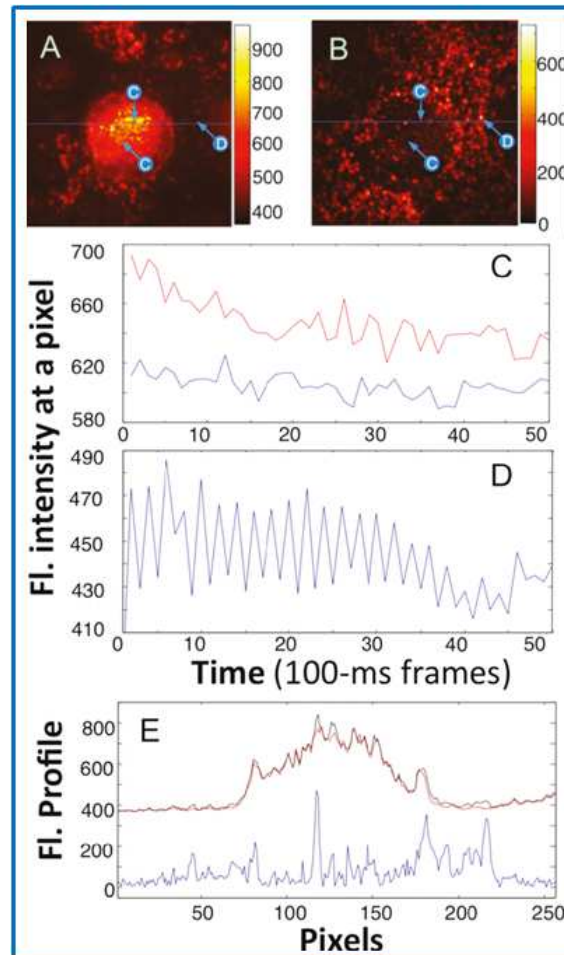 A
900
800
700
600
500
400
C
C
D
B
600
400
200
0
C
C
D
Fl. intensity at a pixel
700
660
620
580
C
0 10 20 30 40 50
490
470
450
430
410
D
0 10 20 30 40 50
Time (100-ms frames)
Fl. Profile
800
600
400
200
0
E
50 100 150 200 250
Pixels